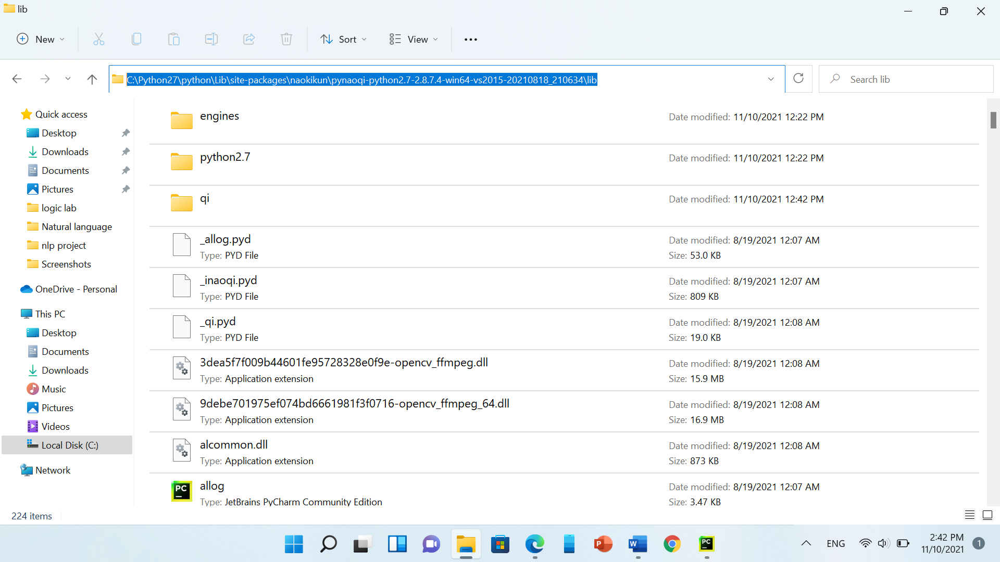 lib
New
Sort
View
C:\Python27\python\Lib\site-packages\naokikun\pynaoqi-python2.7-2.8.7.4-win64-vs2015-20210818_210634\lib
Search lib
Quick access
Desktop
Downloads
Documents
Pictures
logic lab
Natural language
nlp project
Screenshots
OneDrive - Personal
This PC
Desktop
Documents
Downloads
Music
Pictures
Videos
Local Disk (C:)
Network
engines
Date modified: 11/10/2021 12:22 PM
python2.7
Date modified: 11/10/2021 12:22 PM
qi
Date modified: 11/10/2021 12:42 PM
_allog.pyd
Date modified: 8/19/2021 12:07 AM
Type: PYD File
Size: 53.0 KB
_inaoqi.pyd
Date modified: 8/19/2021 12:07 AM
Type: PYD File
Size: 809 KB
_qi.pyd
Date modified: 8/19/2021 12:08 AM
Type: PYD File
Size: 19.0 KB
3dea5f7f009b44601fe95728328e0f9e-opencv_ffmpeg.dll
Date modified: 8/19/2021 12:08 AM
Type: Application extension
Size: 15.9 MB
9debe701975ef074bd6661981f3f0716-opencv_ffmpeg_64.dll
Date modified: 8/19/2021 12:08 AM
Type: Application extension
Size: 16.9 MB
alcommon.dll
Date modified: 8/19/2021 12:08 AM
Type: Application extension
Size: 873 KB
PC
allog
Date modified: 8/19/2021 12:07 AM
Type: JetBrains PyCharm Community Edition
Size: 3.47 KB
224 items
P
W
PC
ENG
2:42 PM
11/10/2021
1